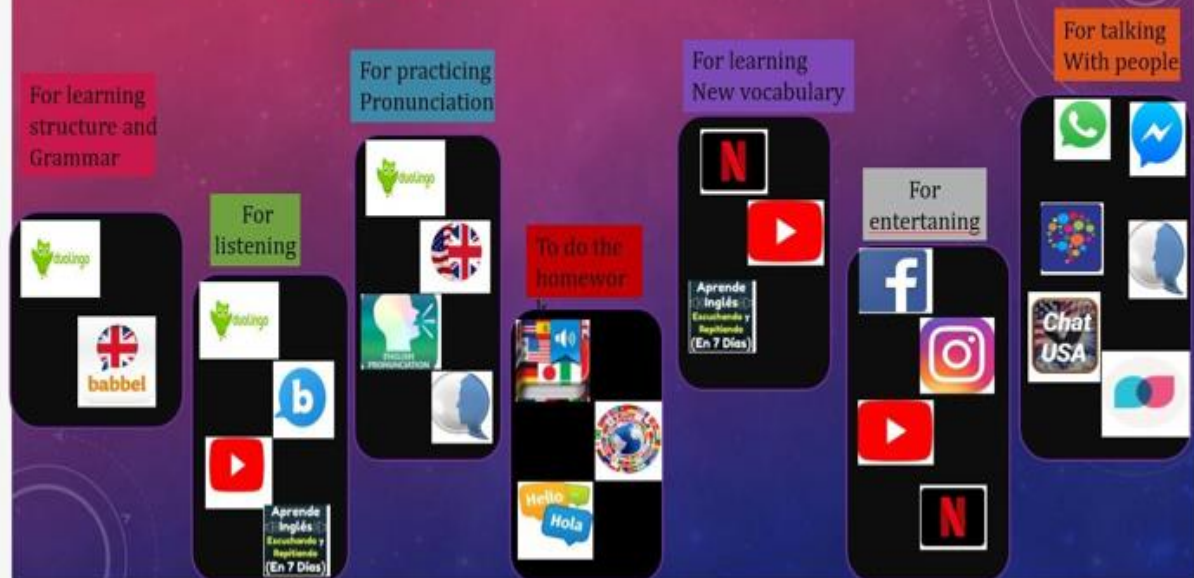 For learning
structure and
Grammar
duolingo
babbel
For
listening
duolingo
b
Aprende
Inglés
Escuchando y
Repitiendo
(En 7 Días)
For practicing
Pronunciation
duolingo
ENGLISH
PRONUNCIATION
To do the
homewor
k
Hello
Hola
For learning
New vocabulary
N
Aprende
Inglés
Escuchando y
Repitiendo
(En 7 Días)
For
entertaning
f
N
For talking
With people
Chat
USA